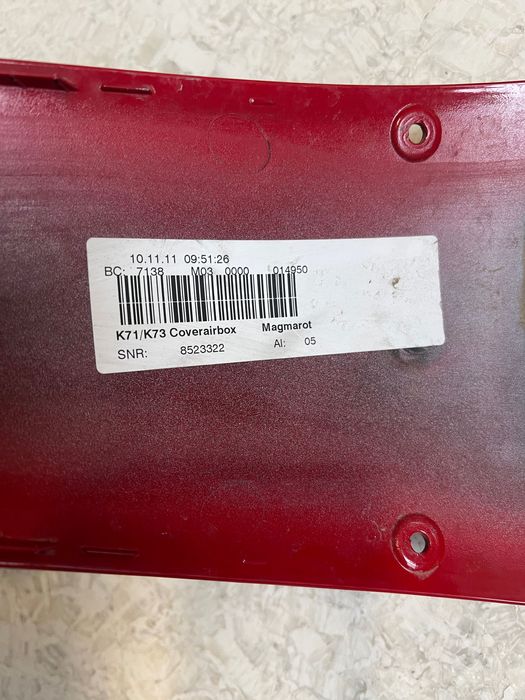 10.11.11 09:51:26
BC: 7138 M03 0000 014950
K71/K73 Coverairbox Magmarot
SNR: 8523322 AI: 05